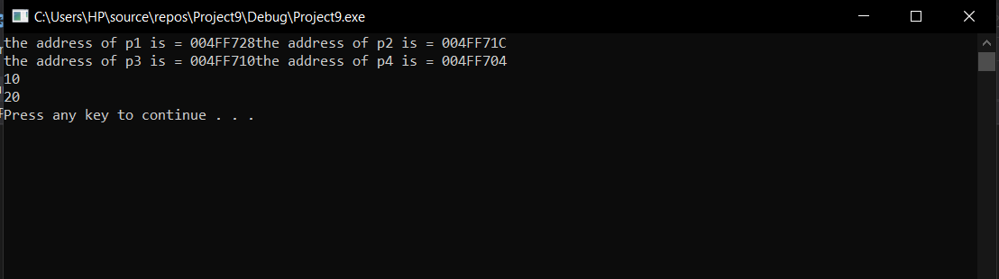 C:\Users\HP\source\repos\Project9\Debug\Project9.exe
the address of p1 is = 004FF728the address of p2 is = 004FF71C
the address of p3 is = 004FF710the address of p4 is = 004FF704
10
20
Press any key to continue . . .